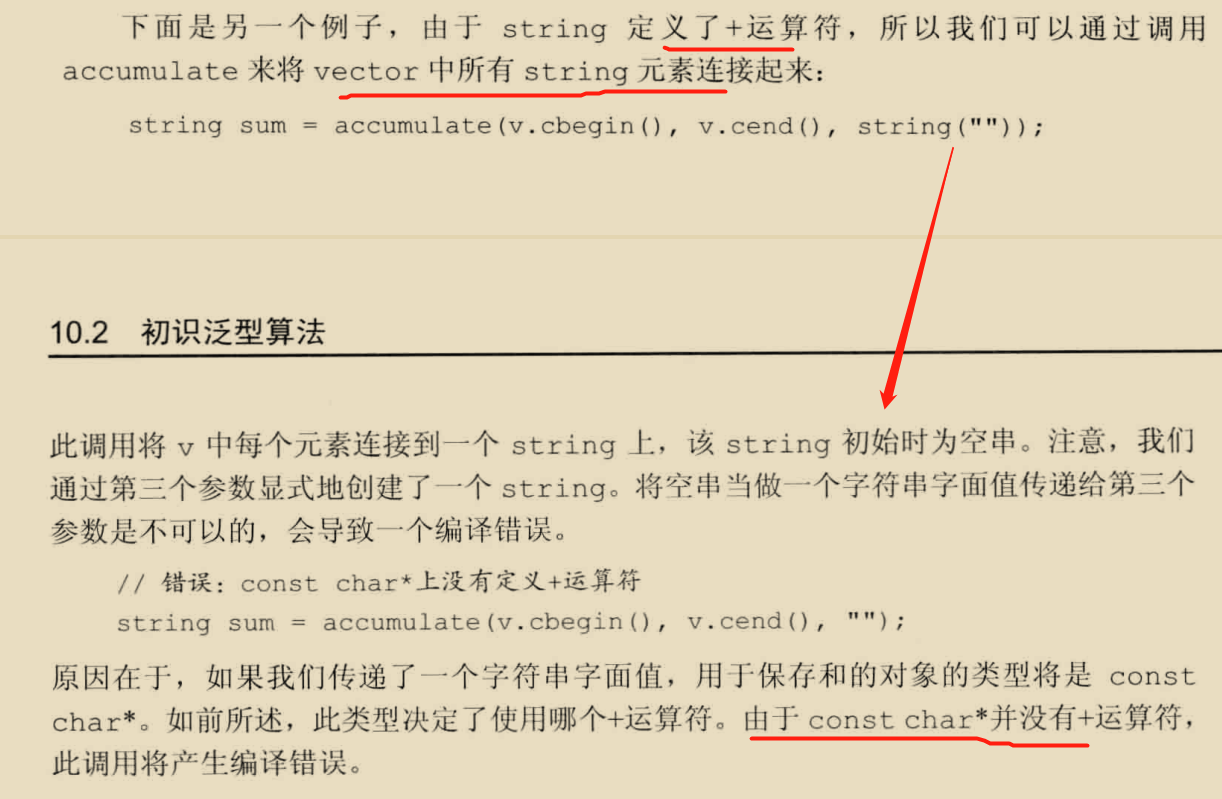 下面是另一个例子，由于 string 定义了+运算符，所以我们可以通过调用
accumulate 来将 vector 中所有 string 元素连接起来：
string sum = accumulate(v.cbegin(), v.cend(), string(""));
10.2 初识泛型算法
此调用将 v 中每个元素连接到一个 string 上，该 string 初始时为空串。注意，我们
通过第三个参数显式地创建了一个 string。将空串当做一个字符串字面值传递给第三个
参数是不可以的，会导致一个编译错误。
// 错误：const char*上没有定义+运算符
string sum = accumulate(v.cbegin(), v.cend(), "");
原因在于，如果我们传递了一个字符串字面值，用于保存和的对象的类型将是 const
char*。如前所述，此类型决定了使用哪个+运算符。由于 const char*并没有+运算符，
此调用将产生编译错误。